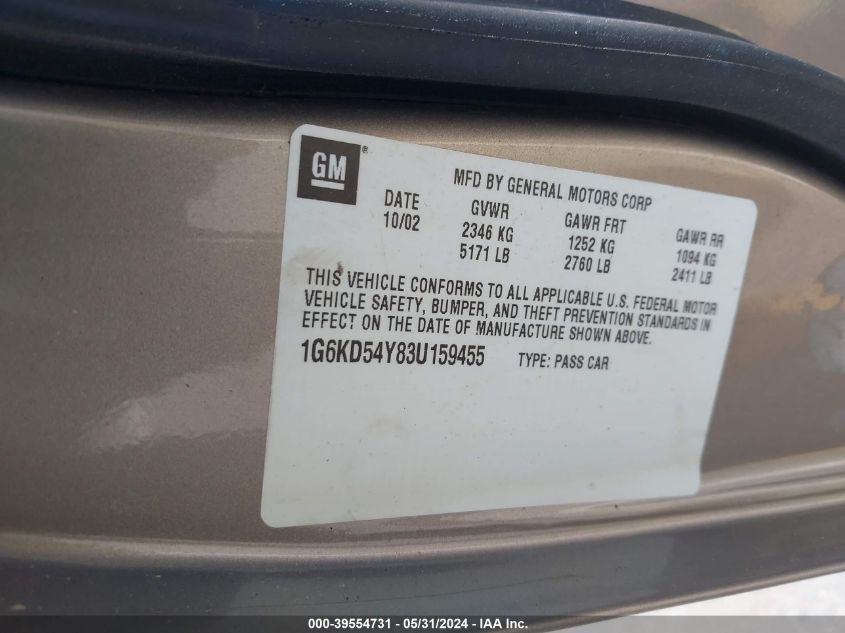 GM ®
MFD BY GENERAL MOTORS CORP
DATE GVWR GAWR FRT GAWR RR
10/02 2346 KG 1252 KG 1094 KG
5171 LB 2760 LB 2411 LB
THIS VEHICLE CONFORMS TO ALL APPLICABLE U.S. FEDERAL MOTOR
VEHICLE SAFETY, BUMPER, AND THEFT PREVENTION STANDARDS IN
EFFECT ON THE DATE OF MANUFACTURE SHOWN ABOVE.
1G6KD54Y83U159455 TYPE: PASS CAR
000-39554731 - 05/31/2024 - IAA Inc.